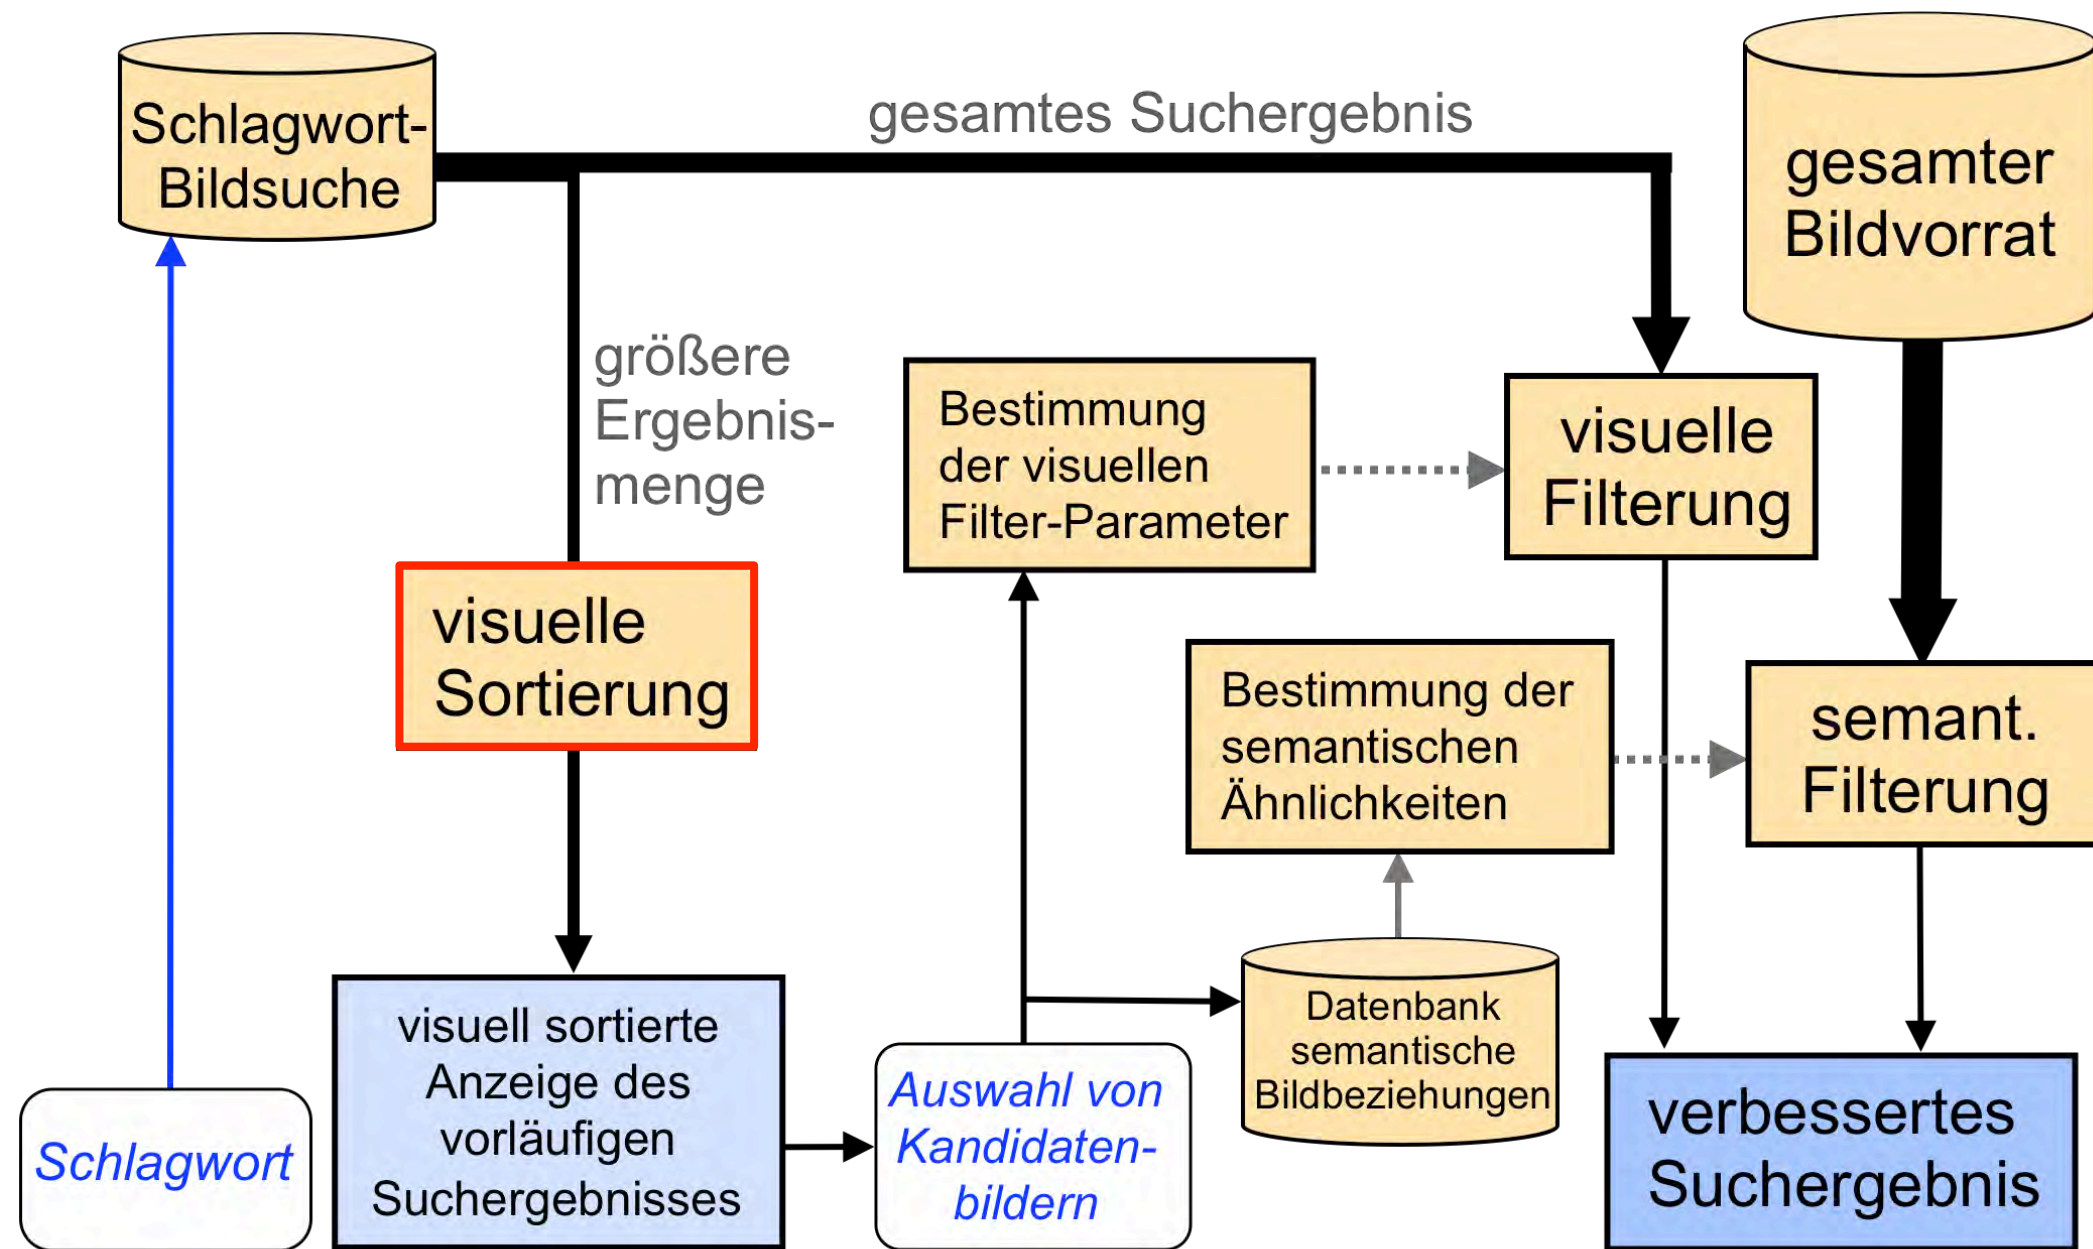 Schlagwort-
Bildsuche
gesamtes Suchergebnis
gesamter
Bildvorrat
größere
Ergebnis-
menge
Bestimmung
der visuellen
Filter-Parameter
visuelle
Filterung
visuelle
Sortierung
Bestimmung der
semantischen
Ähnlichkeiten
semant.
Filterung
visuell sortierte
Anzeige des
vorläufigen
Suchergebnisses
Datenbank
semantische
Bildbeziehungen
Auswahl von
Kandidaten-
bildern
Schlagwort
verbessertes
Suchergebnis